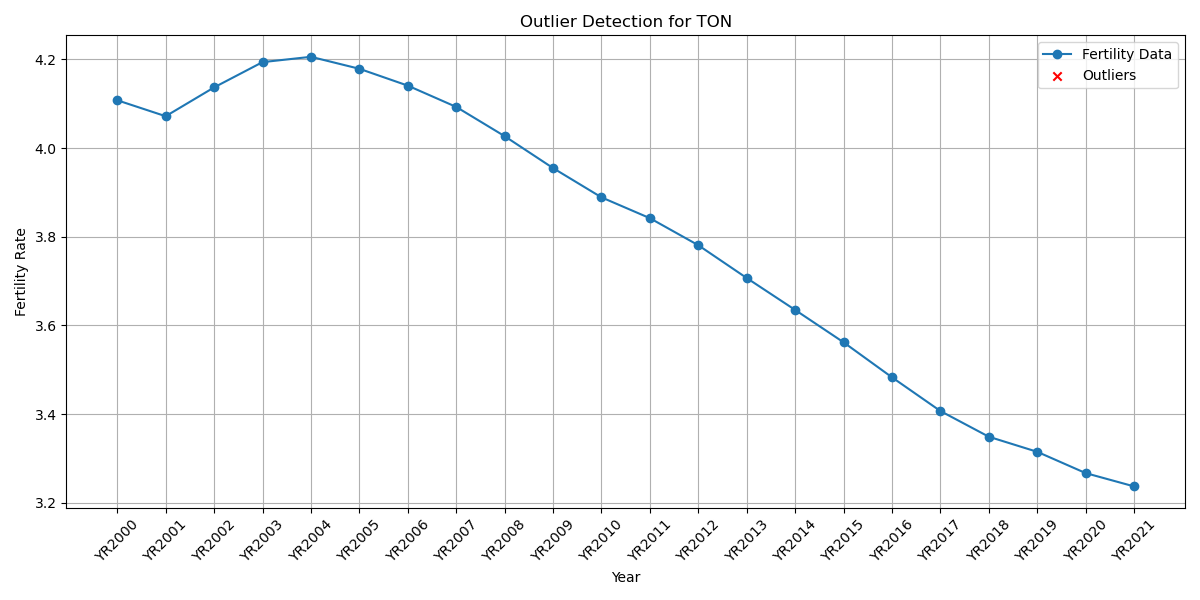 Outlier Detection for TON
Fertility Data
Outliers
4.2
4.0
3.8
3.6
3.4
3.2
Fertility Rate
YR2000
YR2001
YR2002
YR2003
YR2004
YR2005
YR2006
YR2007
YR2008
YR2009
YR2010
YR2011
YR2012
YR2013
YR2014
YR2015
YR2016
YR2017
YR2018
YR2019
YR2020
YR2021
Year